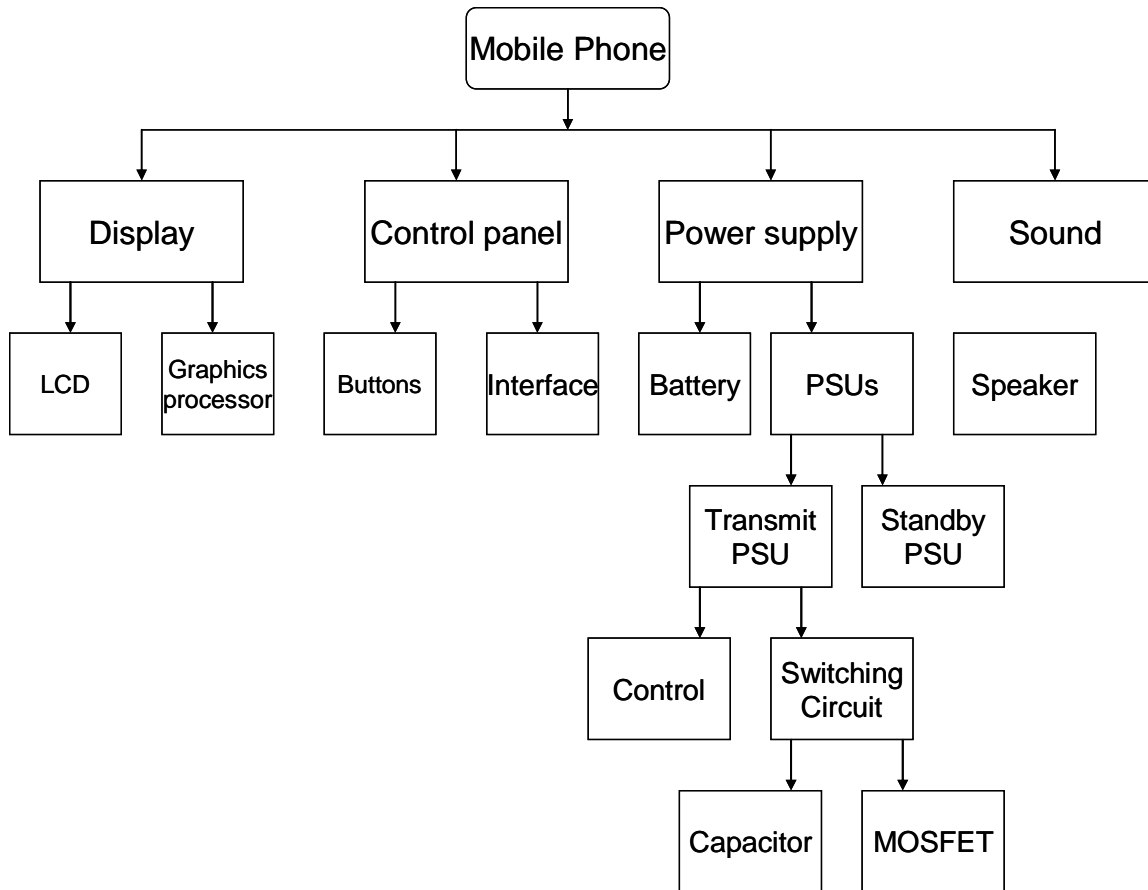 Mobile Phone
Display
Control panel
Power supply
Sound
LCD
Graphics
processor
Buttons
Interface
Battery
PSUs
Speaker
Transmit
PSU
Standby
PSU
Control
Switching
Circuit
Capacitor
MOSFET